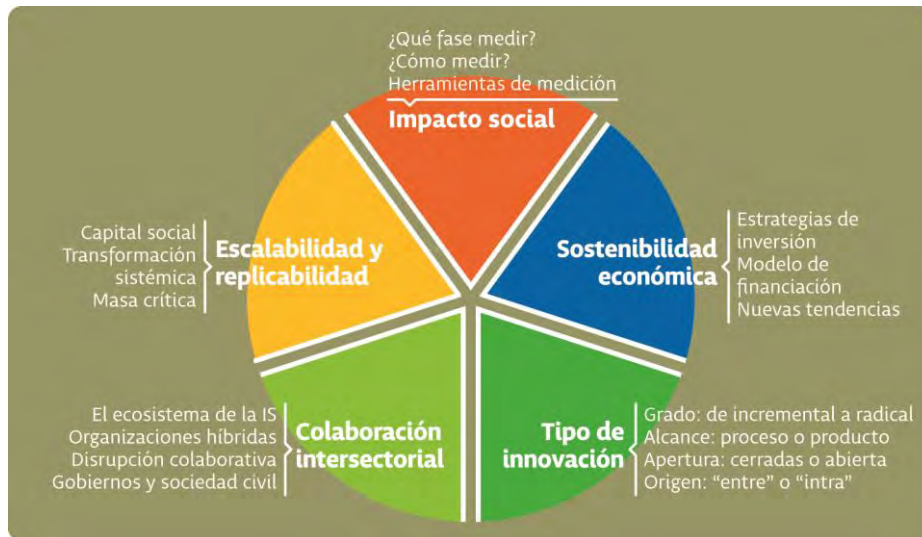 ¿Qué fase medir?
¿Cómo medir?
Herramientas de medición
Impacto social
Estrategias de
inversión
Modelo de
financiación
Nuevas tendencias
Sostenibilidad
económica
Grado: de incremental a radical
Alcance: proceso o producto
Apertura: cerradas o abierta
Origen: “entre” o “intra”
Tipo de
innovación
El ecosistema de la IS
Organizaciones híbridas
Disrupción colaborativa
Gobiernos y sociedad civil
Colaboración
intersectorial
Capital social
Transformación
sistémica
Masa crítica
Escalabilidad y
replicabilidad